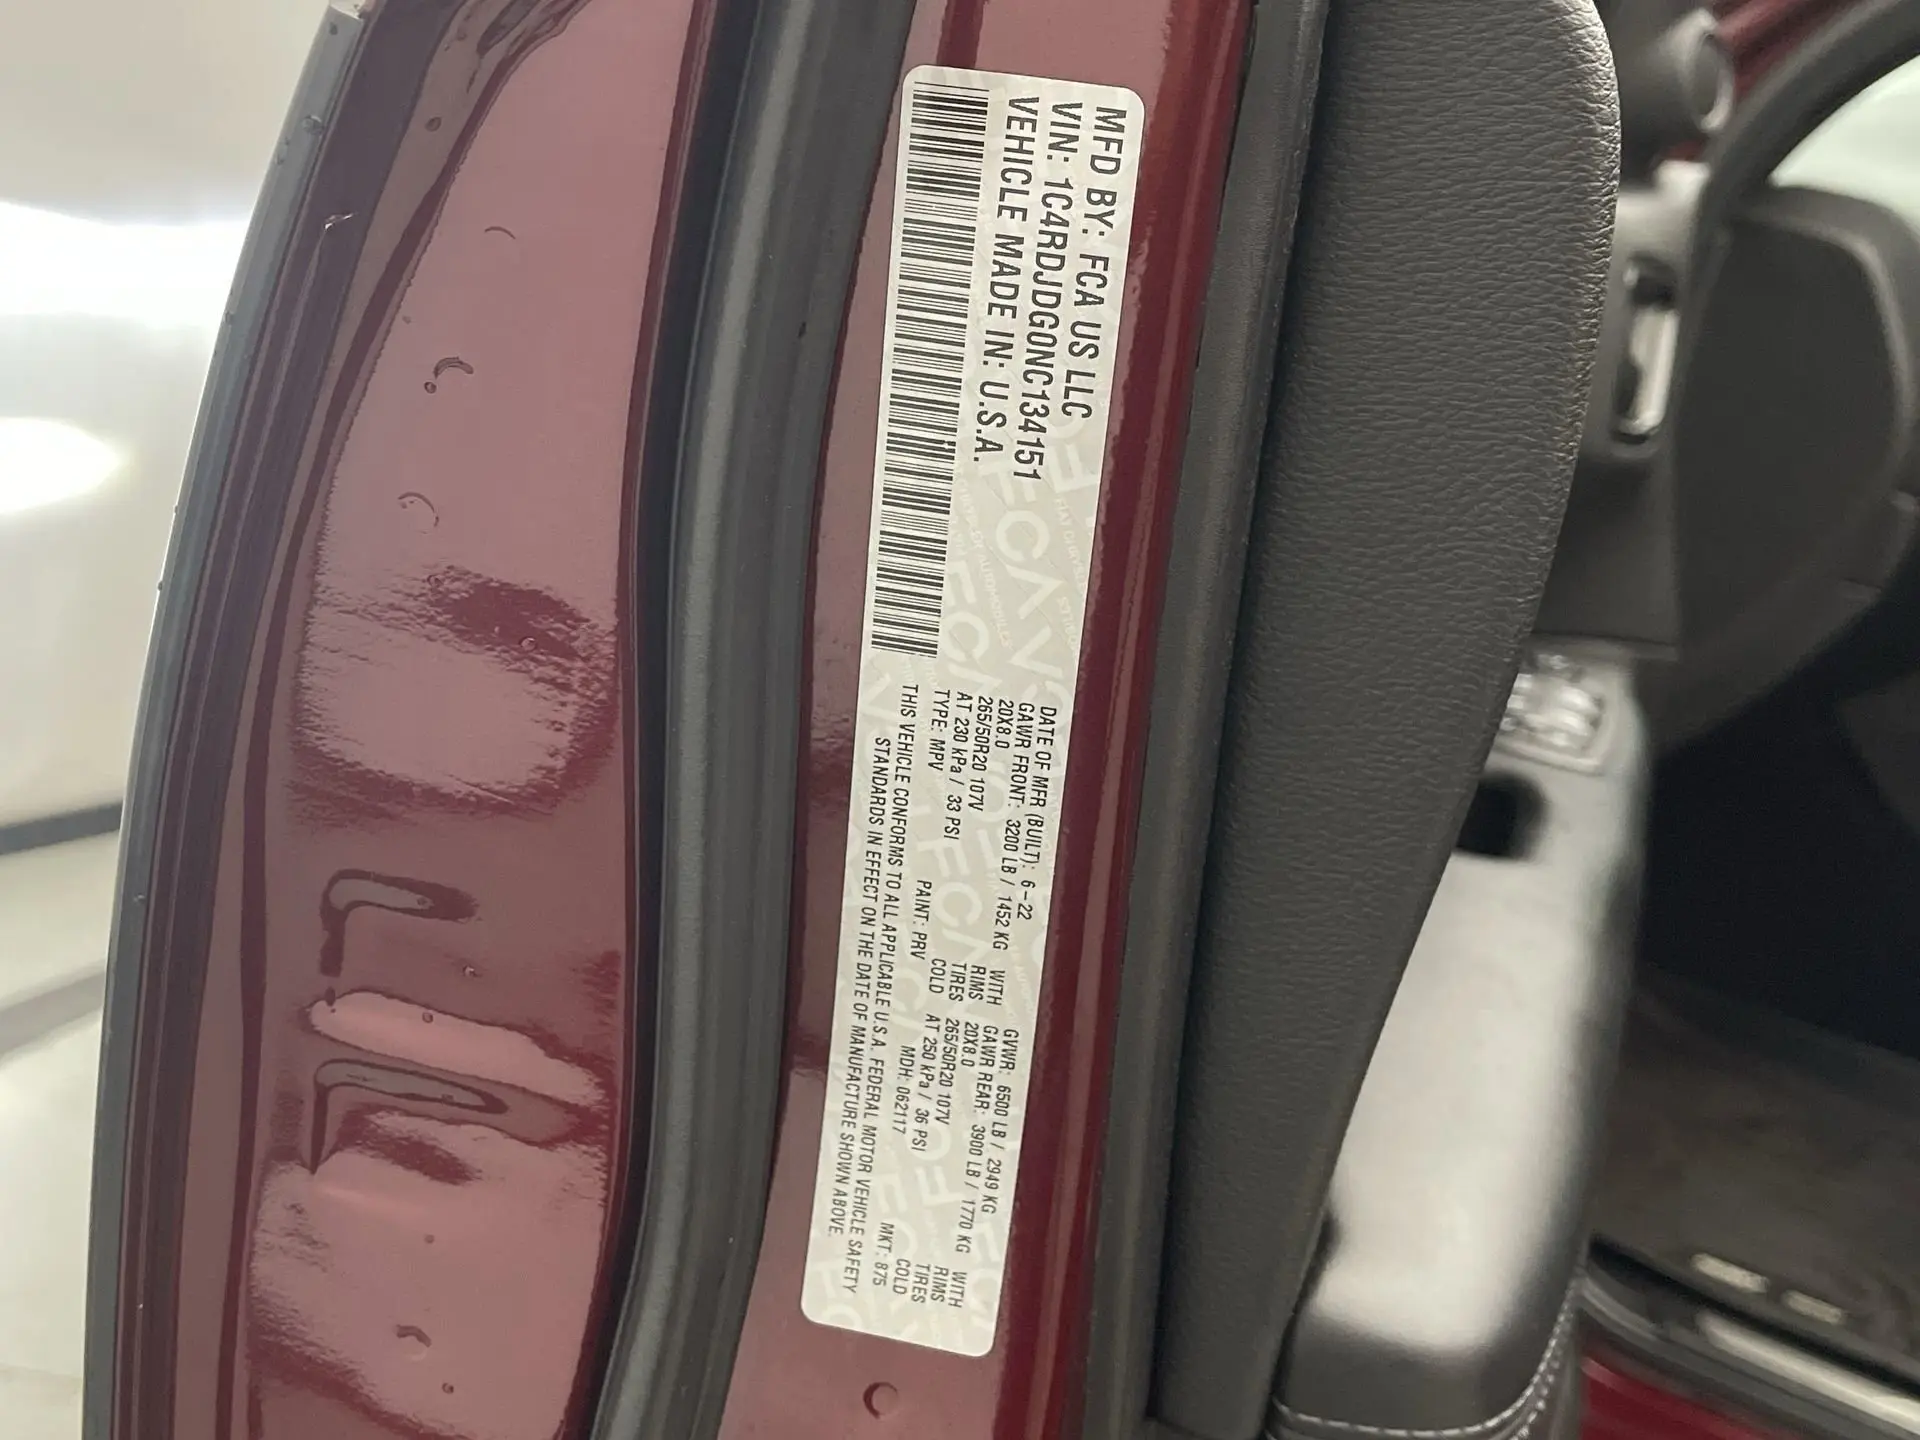 MFD BY: FCA US LLC
VIN: 1C4RDJDG0NC134151
VEHICLE MADE IN: U.S.A.
DATE OF MFR (BUILT): 6-22 GVWR: 6500 LB / 2949 KG
GAWR FRONT: 3200 LB / 1452 KG WITH GAWR REAR: 3900 LB / 1770 KG WITH
20X8.0 RIMS 20X8.0 RIMS
265/50R20 107V TIRES 265/50R20 107V TIRES
AT 230 kPa / 33 PSI COLD AT 250 kPa / 36 PSI COLD
TYPE: MPV PAINT: PRV MDH: 062117 MKT: 875
THIS VEHICLE CONFORMS TO ALL APPLICABLE U.S.A. FEDERAL MOTOR VEHICLE SAFETY
STANDARDS IN EFFECT ON THE DATE OF MANUFACTURE SHOWN ABOVE.